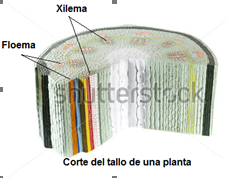 Xilema
Floema
shutterstock
Corte del tallo de una planta